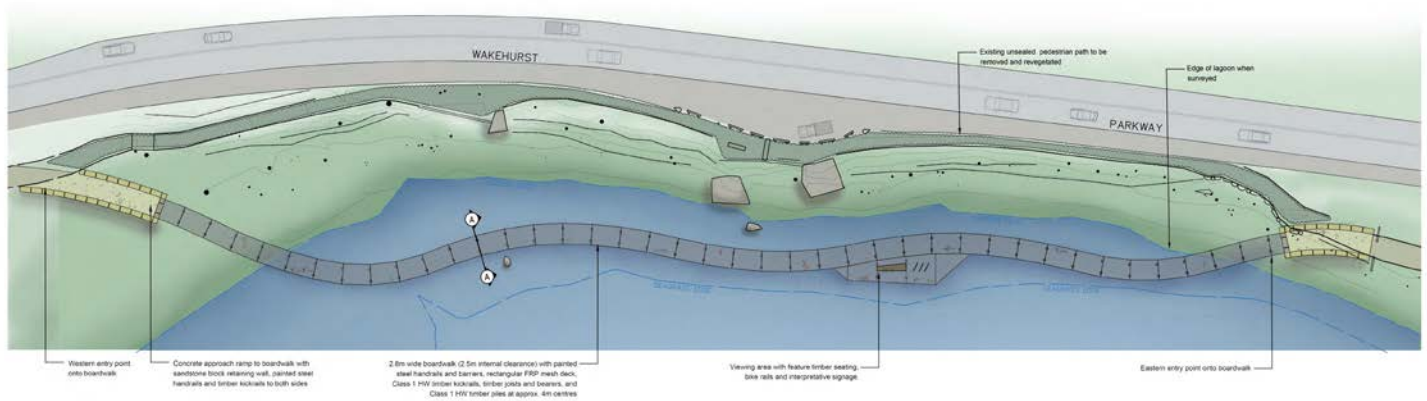 WAKEHURST
Existing unsealed pedestrian path to be
removed and revegetated
Edge of lagoon when
surveyed
PARKWAY
A
A
SEAGRASS EDGE
SEAGRASS EDGE
Western entry point
onto boardwalk
Concrete approach ramp to boardwalk with
sandstone block retaining wall, painted steel
handrails and timber kickrails to both sides
2.8m wide boardwalk (2.5m internal clearance) with painted
steel handrails and barriers, rectangular FRP mesh deck,
Class 1 HW timber kickrails, timber joists and bearers, and
Class 1 HW timber piles at approx. 4m centres
Viewing area with feature timber seating,
bike rails and interpretative signage.
Eastern entry point onto boardwalk